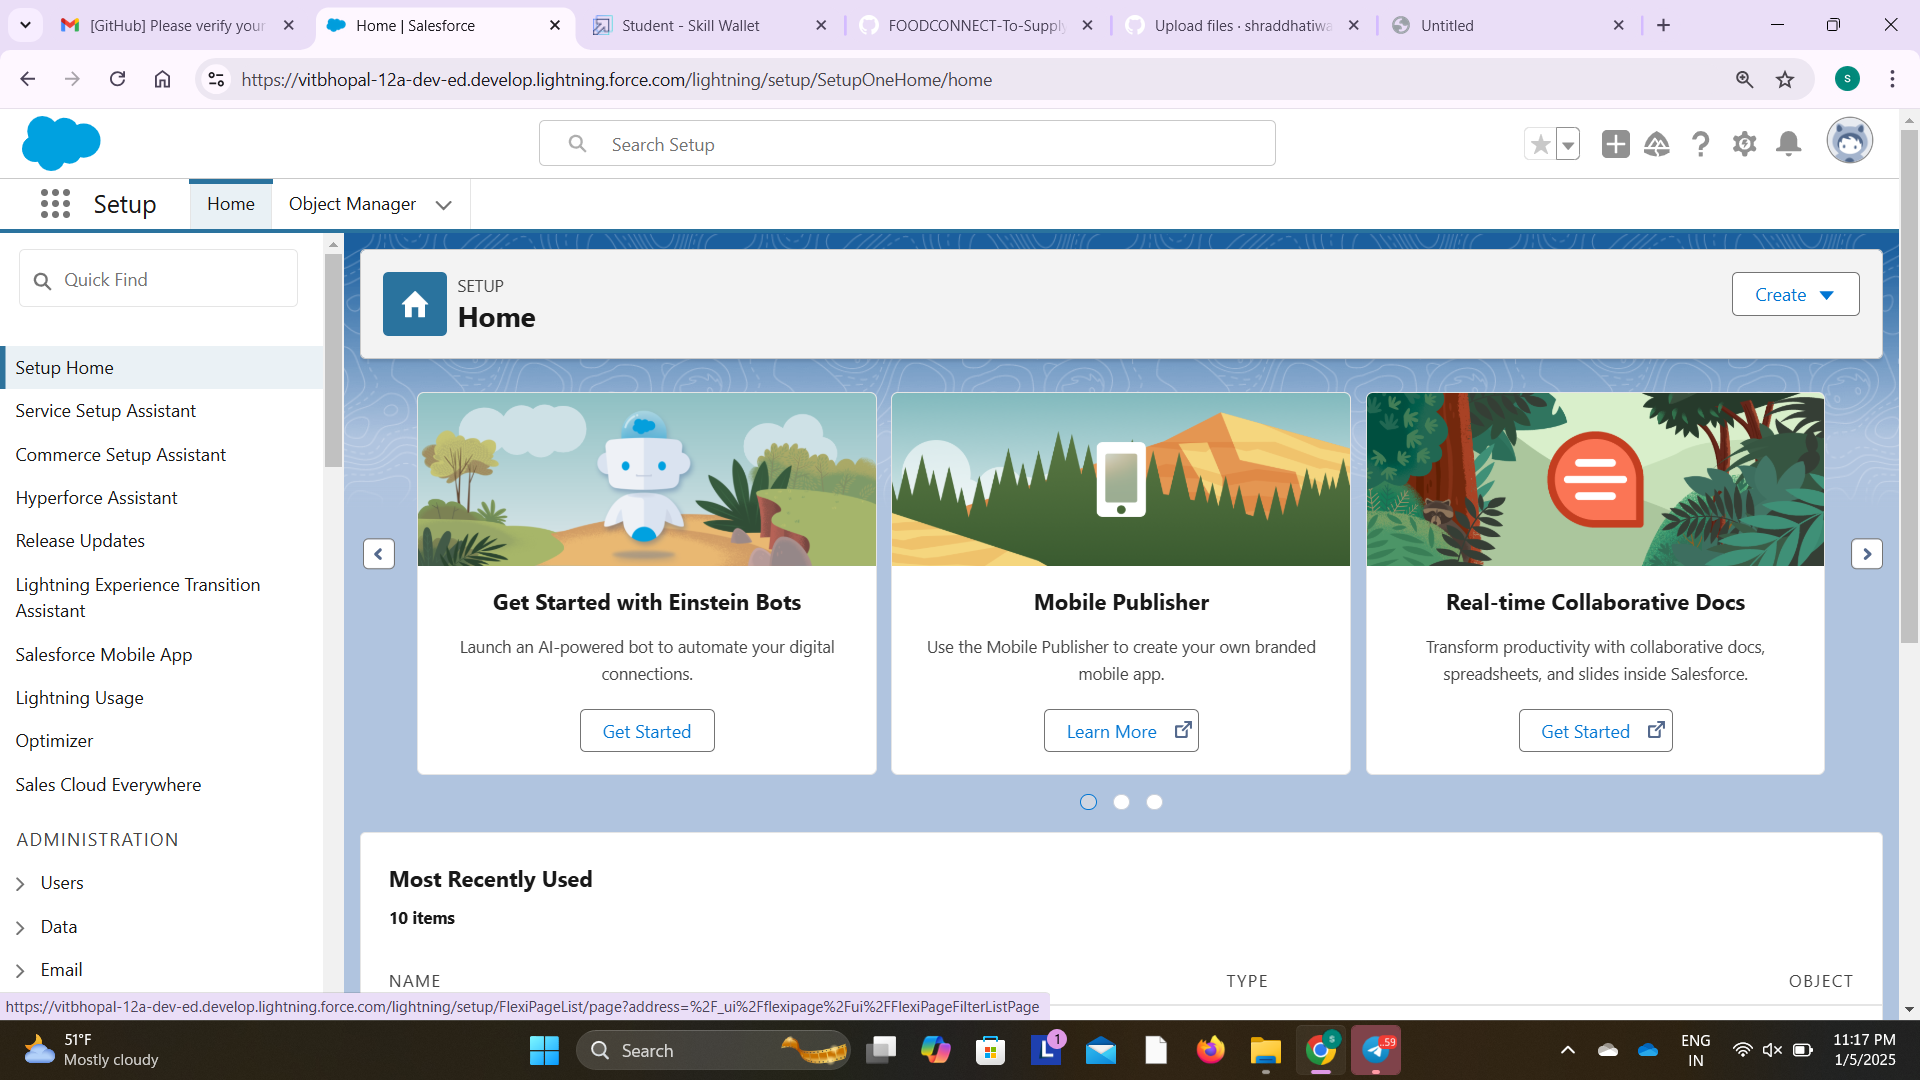 [GitHub] Please verify your
Home | Salesforce
Student - Skill Wallet
FOODCONNECT-To-Supply
Upload files · shraddhatiwa
Untitled
https://vitbhopal-12a-dev-ed.develop.lightning.force.com/lightning/setup/SetupOneHome/home
S
Search Setup
Setup
Home
Object Manager
Quick Find
Setup Home
Service Setup Assistant
Commerce Setup Assistant
Hyperforce Assistant
Release Updates
Lightning Experience Transition
Assistant
Salesforce Mobile App
Lightning Usage
Optimizer
Sales Cloud Everywhere
ADMINISTRATION
Users
Data
Email
SETUP
Home
Create
Get Started with Einstein Bots
Launch an AI-powered bot to automate your digital
connections.
Get Started
Mobile Publisher
Use the Mobile Publisher to create your own branded
mobile app.
Learn More
Real-time Collaborative Docs
Transform productivity with collaborative docs,
spreadsheets, and slides inside Salesforce.
Get Started
Most Recently Used
10 items
NAME
TYPE
OBJECT
https://vitbhopal-12a-dev-ed.develop.lightning.force.com/lightning/setup/FlexiPageList/page?address=%2F_ui%2Fflexipage%2Fui%2FFlexiPageFilterListPage
51°F
Mostly cloudy
Search
L
1
S
..59
ENG
IN
11:17 PM
1/5/2025